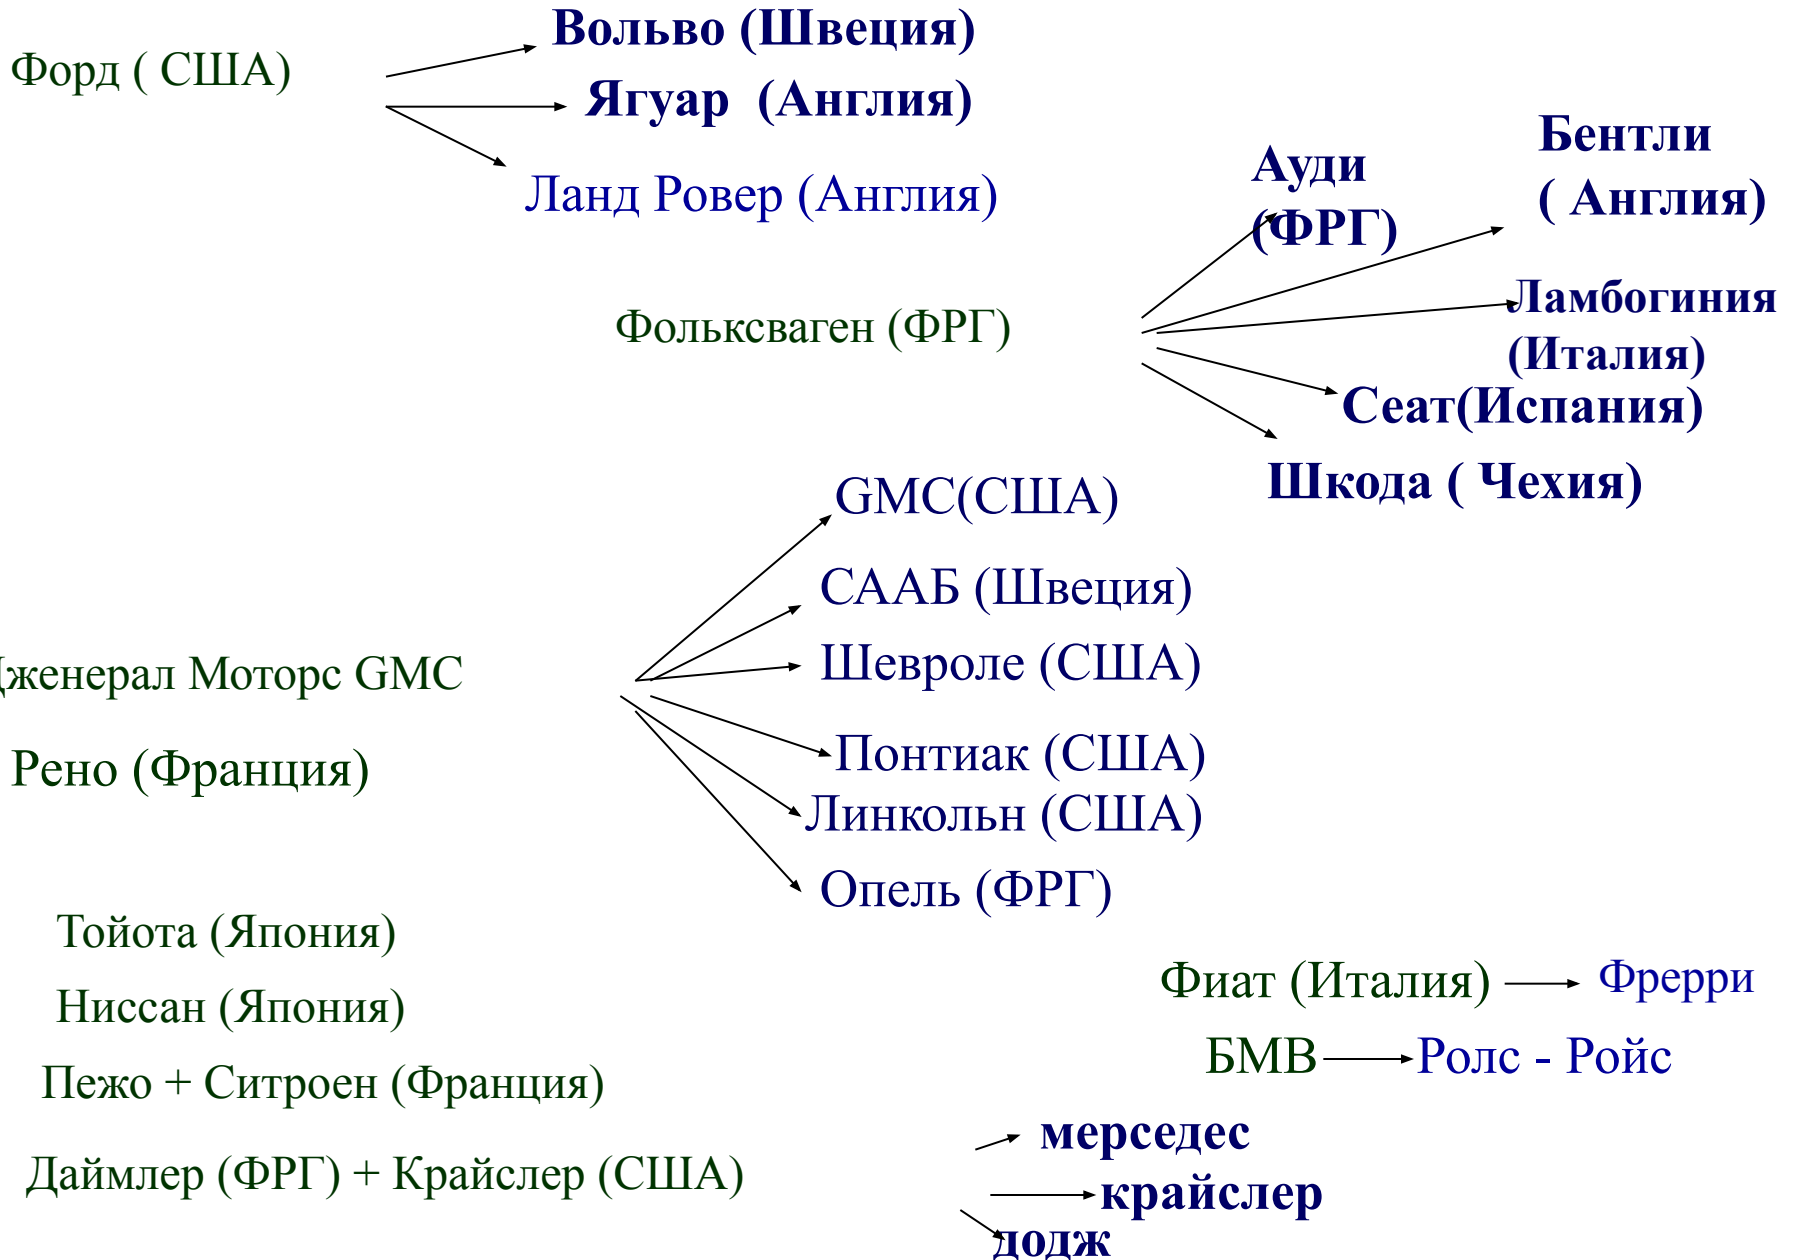 Форд ( США)
Вольво (Швеция)
Ягуар (Англия)
Ланд Ровер (Англия)
Фольксваген (ФРГ)
Ауди
(ФРГ)
Бентли
( Англия)
Ламбогиния
(Италия)
Сеат(Испания)
Шкода ( Чехия)
Дженерал Моторс GMC
GMC(США)
СААБ (Швеция)
Шевроле (США)
Понтиак (США)
Линкольн (США)
Опель (ФРГ)
Рено (Франция)
Тойота (Япония)
Ниссан (Япония)
Пежо + Ситроен (Франция)
Фиат (Италия)
Фрерри
БМВ
Ролс - Ройс
Даймлер (ФРГ) + Крайслер (США)
мерседес
крайслер
додж